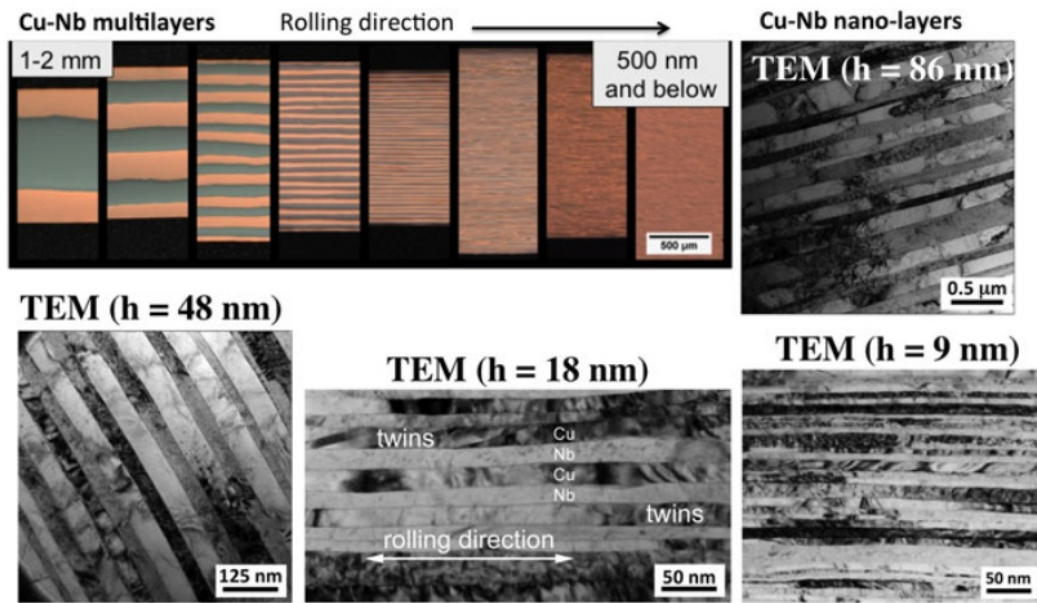 Cu-Nb multilayers
Rolling direction
Cu-Nb nano-layers
1-2 mm
500 nm
and below
500 µm
TEM (h = 86 nm)
0.5 µm
TEM (h = 48 nm)
125 nm
TEM (h = 18 nm)
twins
Cu
Nb
Cu
Nb
twins
rolling direction
50 nm
TEM (h = 9 nm)
50 nm